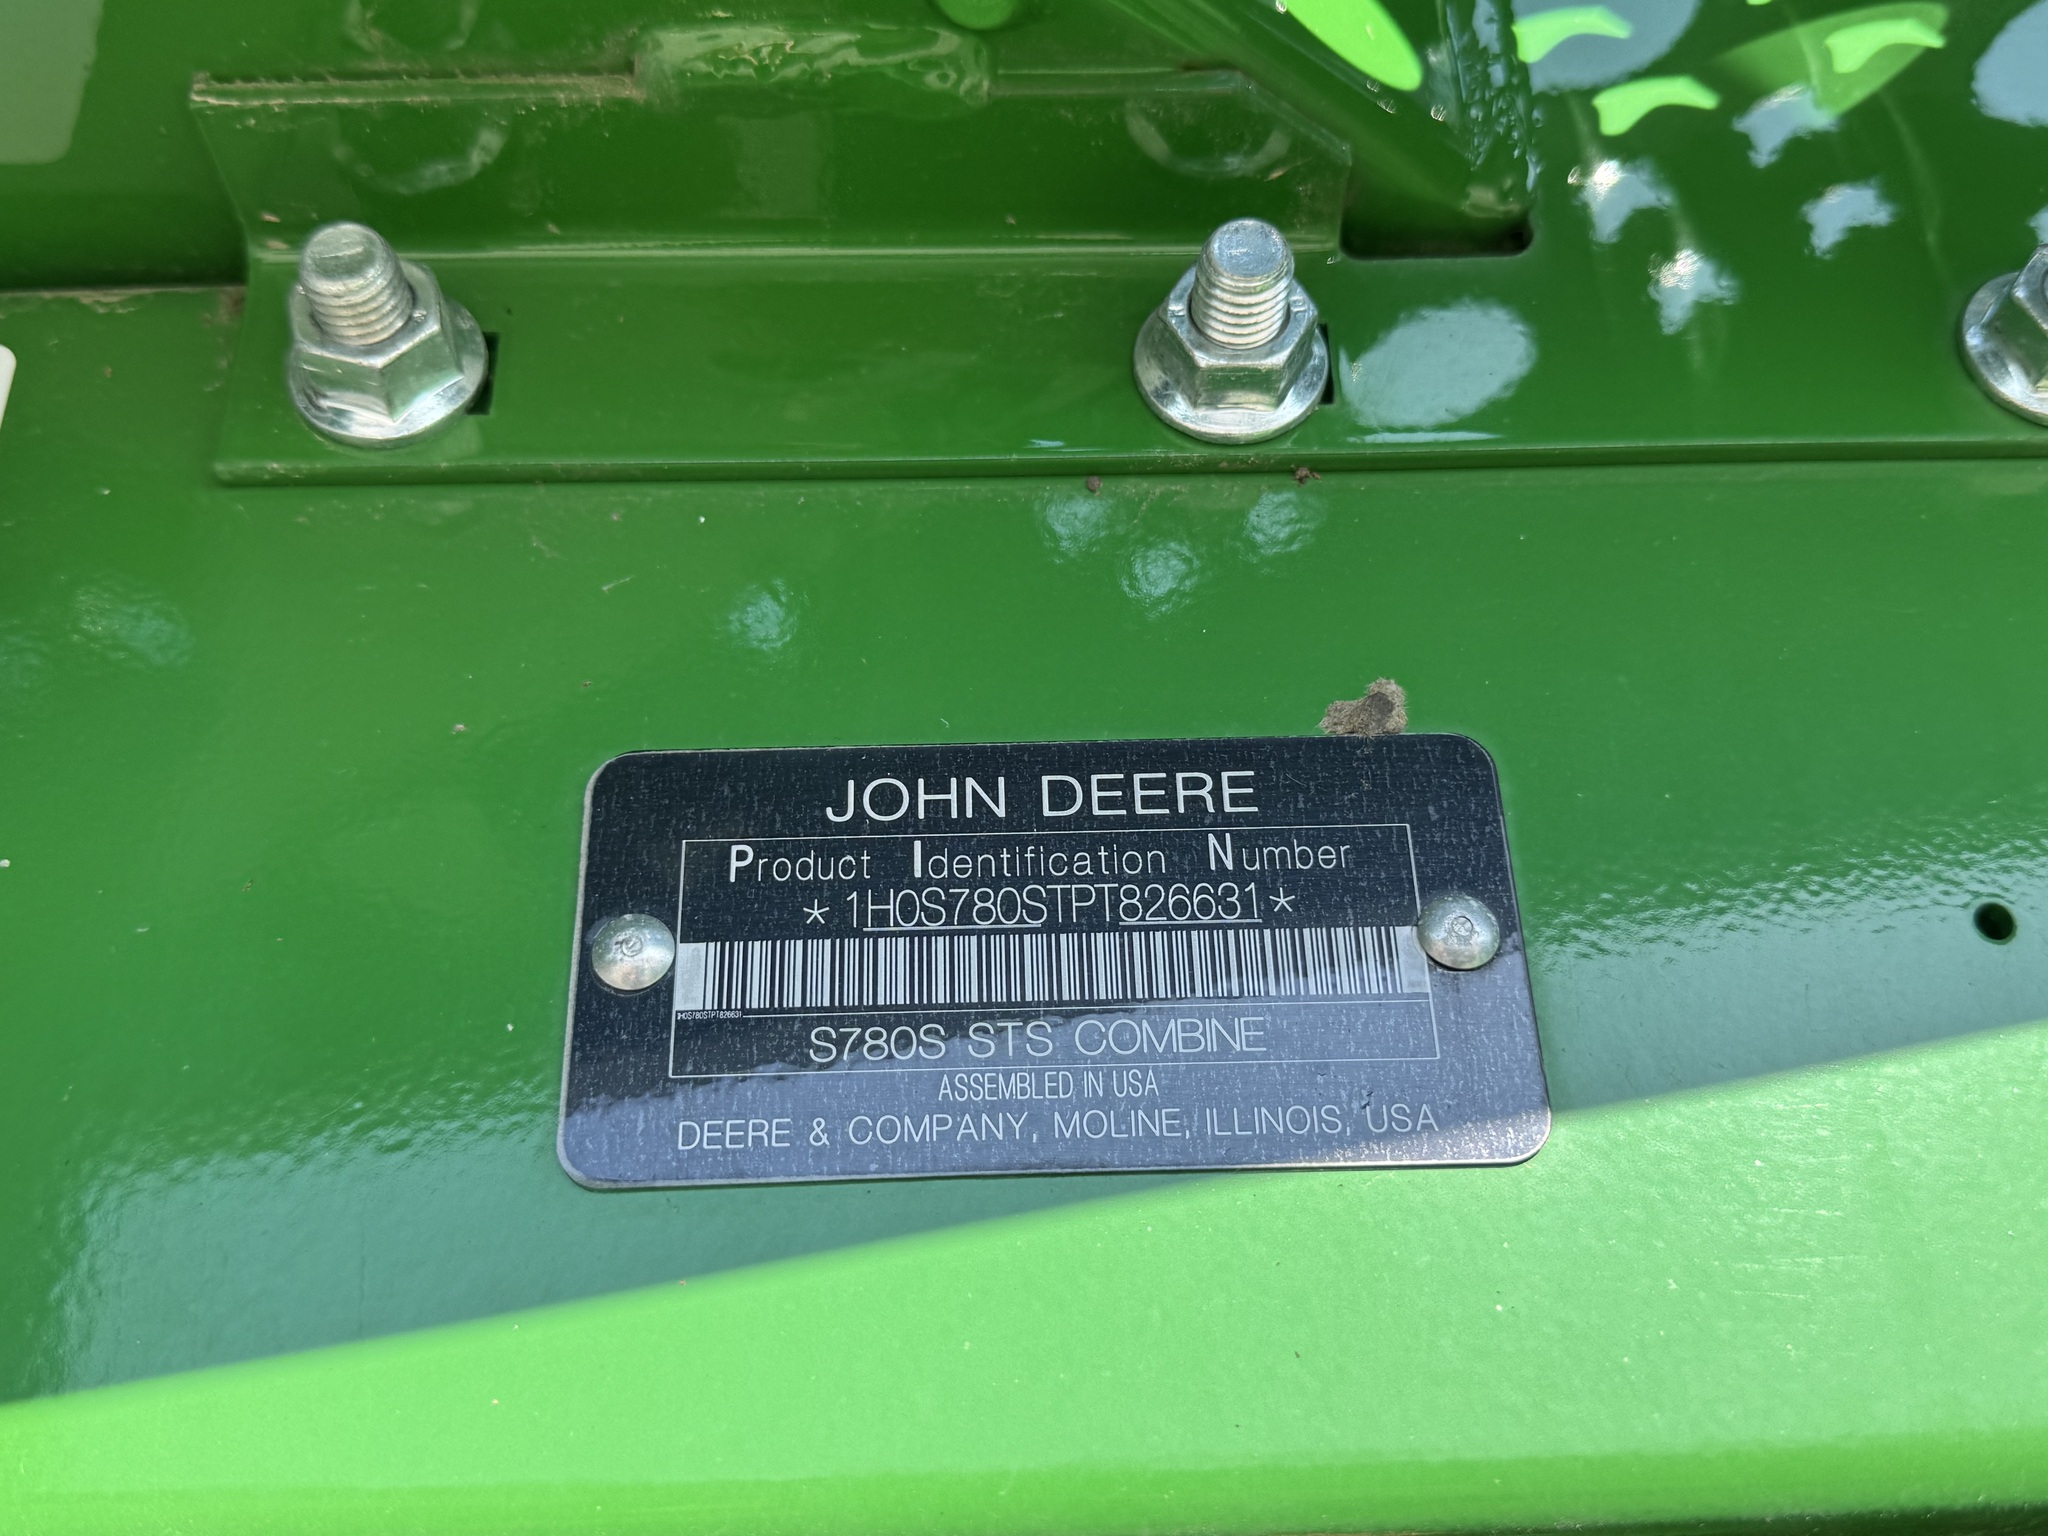 JOHN DEERE
Product Identification Number
*1H0S780STPT826631*
1H0S780STPT826631
S780S STS COMBINE
ASSEMBLED IN USA
DEERE & COMPANY, MOLINE, ILLINOIS, USA